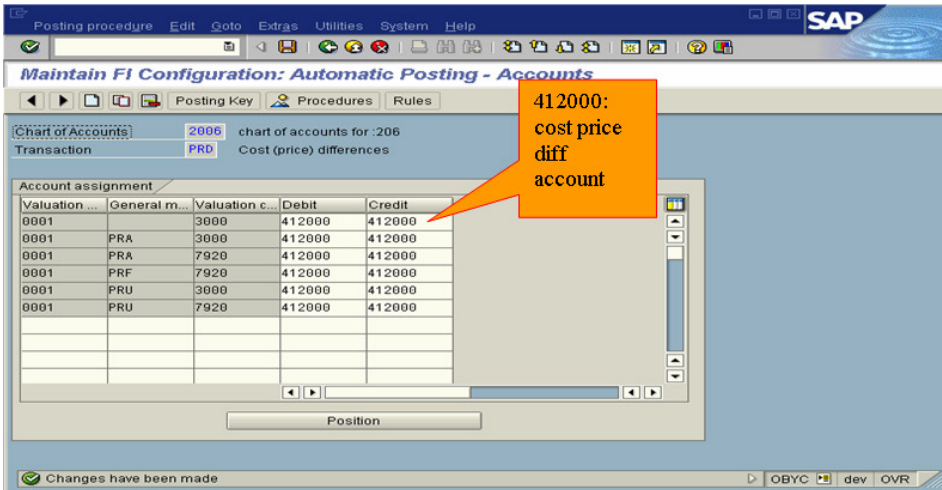 Posting procedure Edit Goto Extras Utilities System Help
SAP
Maintain FI Configuration: Automatic Posting - Accounts
Posting Key Procedures Rules
412000:
cost price
diff
account
Chart of Accounts 2006 chart of accounts for :206
Transaction PRD Cost (price) differences
Account assignment
Valuation ... General m... Valuation c... Debit Credit
0001 3000 412000 412000
0001 PRA 3000 412000 412000
0001 PRA 7920 412000 412000
0001 PRF 7920 412000 412000
0001 PRU 3000 412000 412000
0001 PRU 7920 412000 412000
Position
Changes have been made
OBYC dev OVR